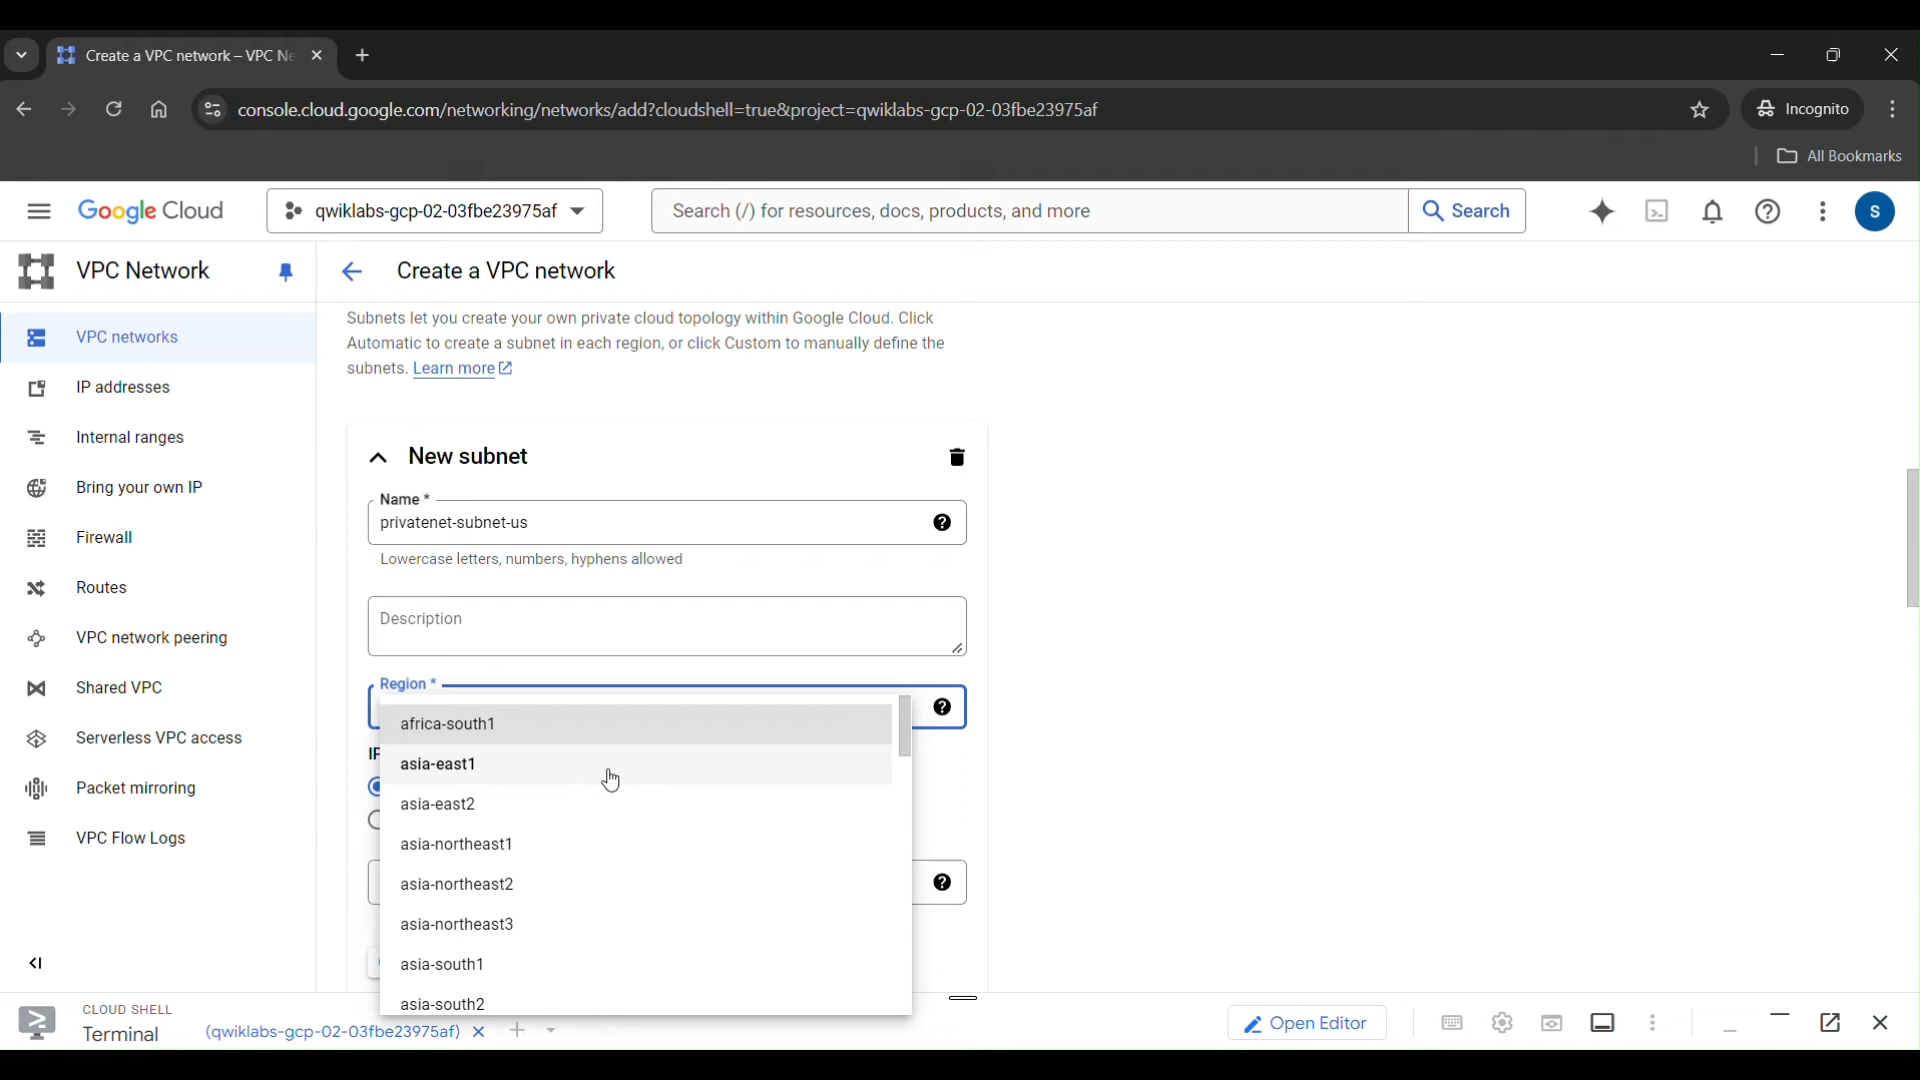 Create a VPC network – VPC Ne
console.cloud.google.com/networking/networks/add?cloudshell=true&project=qwiklabs-gcp-02-03fbe23975af
Incognito
All Bookmarks
Google Cloud
qwiklabs-gcp-02-03fbe23975af
Search (/) for resources, docs, products, and more
Search
S
VPC Network
Create a VPC network
VPC networks
IP addresses
Internal ranges
Bring your own IP
Firewall
Routes
VPC network peering
Shared VPC
Serverless VPC access
Packet mirroring
VPC Flow Logs
Subnets let you create your own private cloud topology within Google Cloud. Click
Automatic to create a subnet in each region, or click Custom to manually define the
subnets. Learn more
New subnet
Name *
privatenet-subnet-us
Lowercase letters, numbers, hyphens allowed
Description
Region *
africa-south1
asia-east1
asia-east2
asia-northeast1
asia-northeast2
asia-northeast3
asia-south1
asia-south2
CLOUD SHELL
Terminal
(qwiklabs-gcp-02-03fbe23975af)
Open Editor